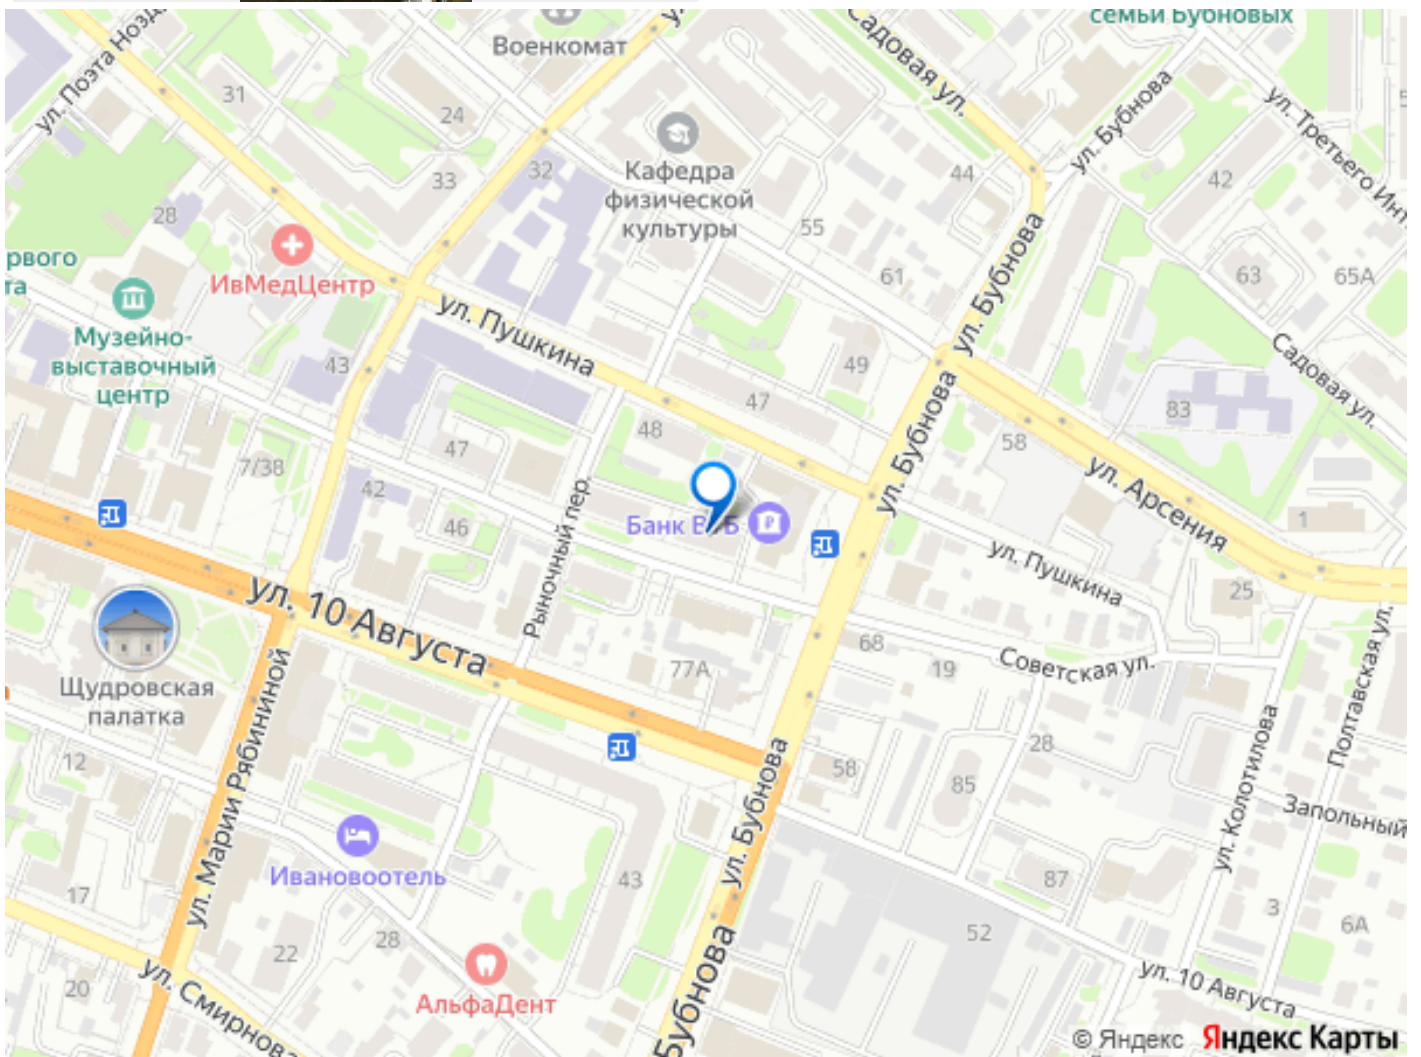 семьи Бубновых
Военкомат
Садовая ул.
ул. Поэта
31
24
ул. Бубнова
Кафедра
физической
культуры
33
32
44
42
28
55
ИвМедЦентр
61
63
65А
ул. Бубнова
Музейно-
выставочный
центр
ул. Пушкина
43
49
Садовая ул.
47
83
48
47
58
ул. Бубнова
ул. Арсения
7/38
42
46
Банк
1
Рыночный пер.
ул. Пушкина
25
ул. 10 Августа
68
19
Советская ул.
77А
Полтавская ул.
Щудровская
палатка
ул. Марии Рябининой
12
28
58
85
ул. Колотилова
Запольный
ул. Бубнова
Ивановоотель
43
87
17
3
6А
22
28
52
20
АльфаДент
ул. Смирнова
Бубнова
ул. 10 Августа
© Яндекс Яндекс Карты